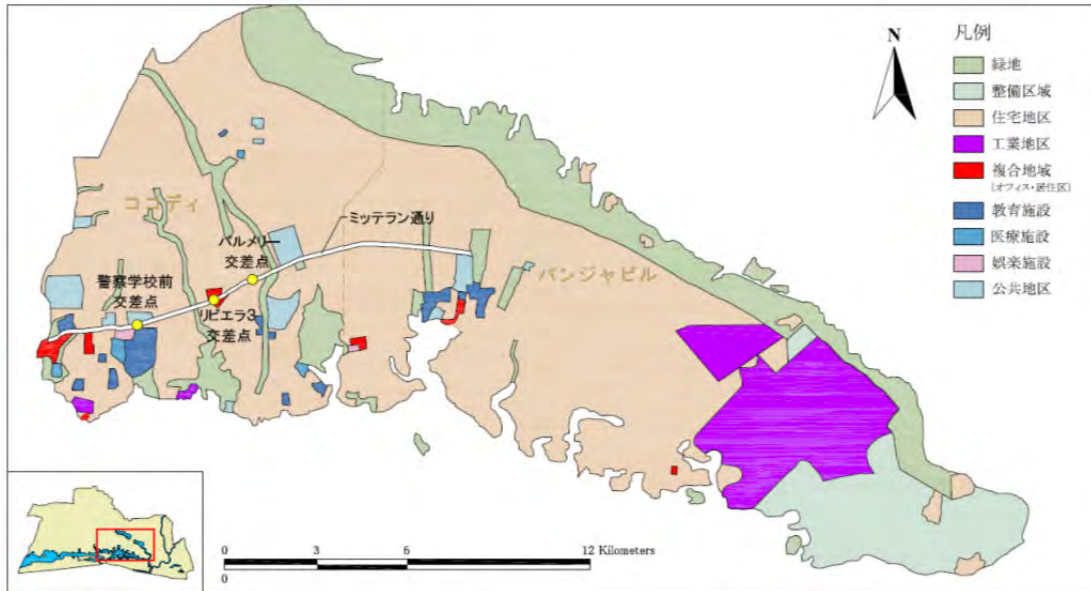 凡例
N
緑地
整備区域
住宅地区
工業地区
複合地域
(オフィス・居住区)
教育施設
医療施設
娯楽施設
公共地区
ココディ
ミッテラン通り
パルメリー
交差点
バンジャビル
警察学校前
交差点
リビエラ3
交差点
0 3 6 12 Kilometers
0